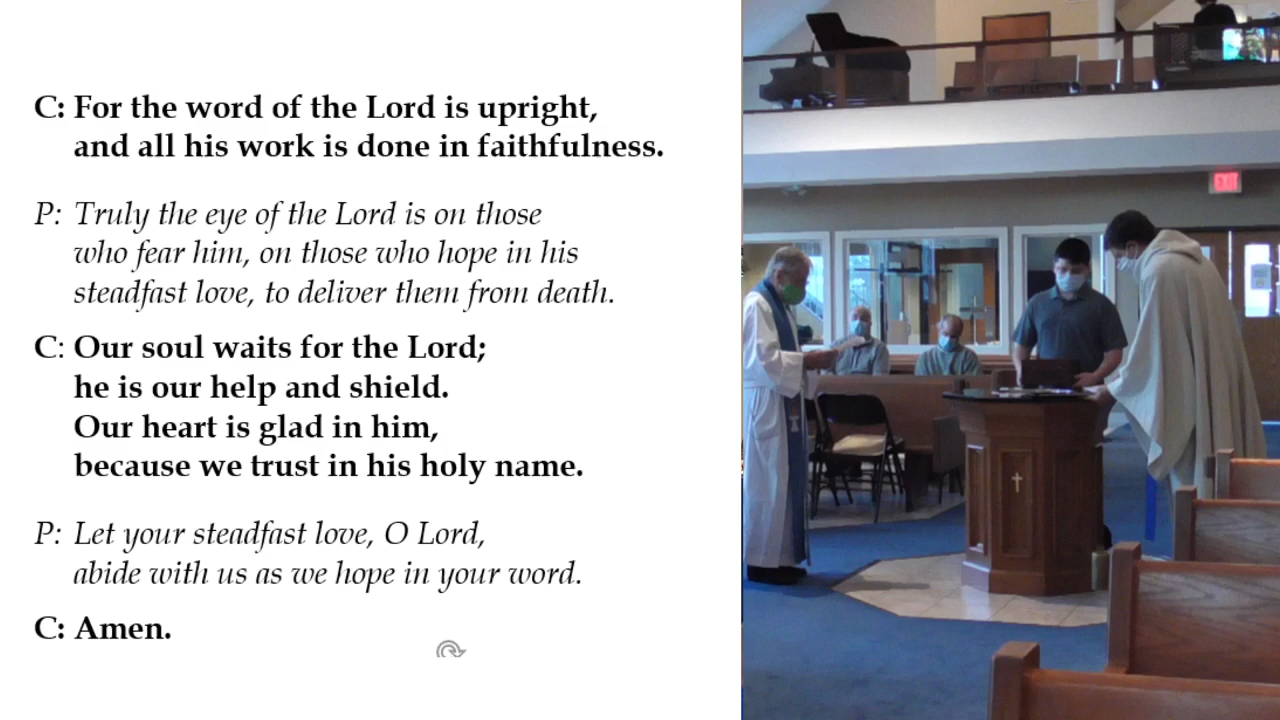 C: For the word of the Lord is upright,
and all his work is done in faithfulness.
P: Truly the eye of the Lord is on those
who fear him, on those who hope in his
steadfast love, to deliver them from death.
C: Our soul waits for the Lord;
he is our help and shield.
Our heart is glad in him,
because we trust in his holy name.
P: Let your steadfast love, O Lord,
abide with us as we hope in your word.
C: Amen.
EXIT